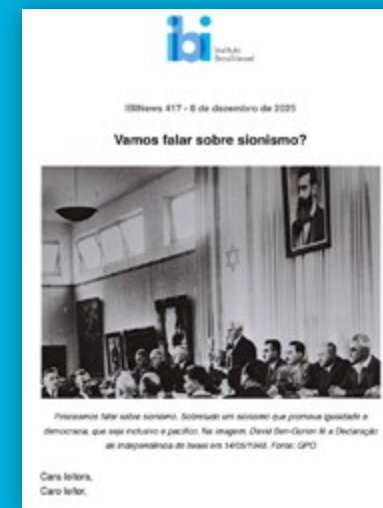 ibi
Instituto
Brasil-Israel
IBINews 417 - 6 de dezembro de 2025
Vamos falar sobre sionismo?
Precisamos falar sobre sionismo. Sobretudo um sionismo que promova igualdade e
democracia, que seja inclusivo e pacífico. Na imagem, David Ben-Gurion lê a Declaração
de Independência de Israel em 14/05/1948. Fonte: GPO
Cara leitora,
Caro leitor,